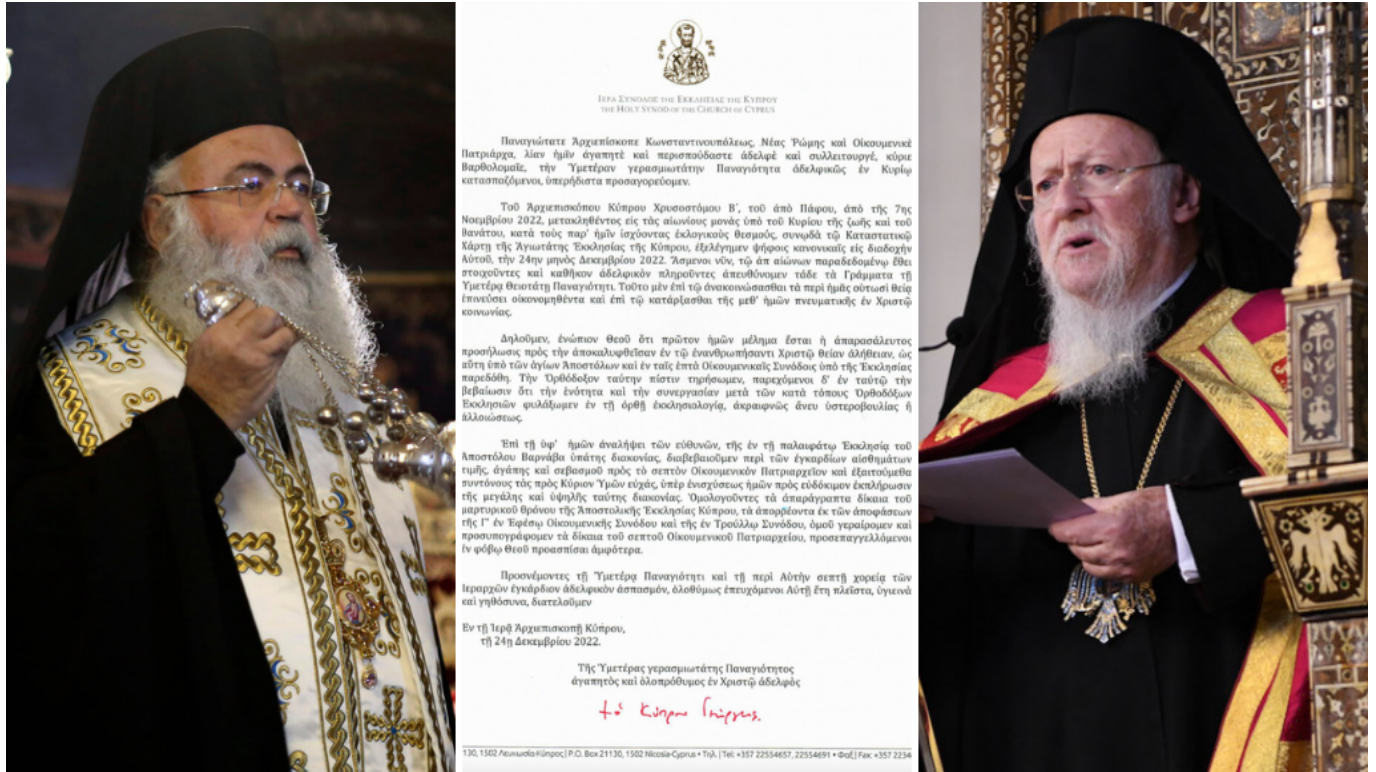 ΙΕΡΑ ΣΥΝΟΔΟΣ ΤΗΣ ΕΚΚΛΗΣΙΑΣ ΤΗΣ ΚΥΠΡΟΥ
THE HOLY SYNOD OF THE CHURCH OF CYPRUS
Παναγιώτατε Ἀρχιεπίσκοπε Κωνσταντινουπόλεως, Νέας Ῥώμης καὶ Οἰκουμενικὲ
Πατριάρχα, λίαν ἡμῖν ἀγαπητὲ καὶ περισπούδαστε ἀδελφὲ καὶ συλλειτουργέ, κύριε
Βαρθολομαῖε, τὴν Ὑμετέραν γερασμιωτάτην Παναγιότητα ἀδελφικῶς ἐν Κυρίῳ
κατασπαζόμενοι, ὑπερήδιστα προσαγορεύομεν.
Τοῦ Ἀρχιεπισκόπου Κύπρου Χρυσοστόμου Β΄, τοῦ ἀπὸ Πάφου, ἀπὸ τῆς 7ης
Νοεμβρίου 2022, μετακληθέντος εἰς τὰς αἰωνίους μονὰς ὑπὸ τοῦ Κυρίου τῆς ζωῆς καὶ τοῦ
θανάτου, κατὰ τοὺς παρ' ἡμῖν ἰσχύοντας ἐκλογικοὺς θεσμούς, συνῳδὰ τῷ Καταστατικῷ
Χάρτῃ τῆς Ἁγιωτάτης Ἐκκλησίας τῆς Κύπρου, ἐξελέγημεν ψήφοις κανονικαῖς εἰς διαδοχὴν
Αὐτοῦ, τὴν 24ην μηνὸς Δεκεμβρίου 2022. Ἄσμενοι νῦν, τῷ ἀπ αἰώνων παραδεδομένῳ ἔθει
στοιχοῦντες καὶ καθῆκον ἀδελφικὸν πληροῦντες ἀπευθύνομεν τάδε τὰ Γράμματα τῇ
Ὑμετέρᾳ Θειοτάτῃ Παναγιότητι. Τοῦτο μὲν ἐπὶ τῷ ἀνακοινώσασθαι τὰ περὶ ἡμᾶς οὑτωσὶ θείᾳ
ἐπινεύσει οἰκονομηθέντα καὶ ἐπὶ τῷ κατάρξασθαι τῆς μεθ' ἡμῶν πνευματικῆς ἐν Χριστῷ
κοινωνίας.
Δηλοῦμεν, ἐνώπιον Θεοῦ ὅτι πρῶτον ἡμῶν μέλημα ἔσται ἡ ἀπαρασάλευτος
προσήλωσις πρὸς τὴν ἀποκαλυφθεῖσαν ἐν τῷ ἐνανθρωπήσαντι Χριστῷ θείαν ἀλήθειαν, ὡς
αὕτη ὑπὸ τῶν ἁγίων Ἀποστόλων καὶ ἐν ταῖς ἑπτὰ Οἰκουμενικαῖς Συνόδοις ὑπὸ τῆς Ἐκκλησίας
παρεδόθη. Τὴν Ὀρθόδοξον ταύτην πίστιν τηρήσωμεν, παρεχόμενοι δ' ἐν ταὐτῷ τὴν
βεβαίωσιν ὅτι τὴν ἑνότητα καὶ τὴν συνεργασίαν μετὰ τῶν κατὰ τόπους Ὀρθοδόξων
Ἐκκλησιῶν φυλάξωμεν ἐν τῇ ὀρθῇ ἐκκλησιολογίᾳ, ἀκραιφνῶς ἄνευ ὑστεροβουλίας ἢ
ἀλλοιώσεως.
Ἐπὶ τῇ ὑφ' ἡμῶν ἀναλήψει τῶν εὐθυνῶν, τῆς ἐν τῇ παλαιφάτῳ Ἐκκλησίᾳ τοῦ
Ἀποστόλου Βαρνάβα ὑπάτης διακονίας, διαβεβαιοῦμεν περὶ τῶν ἐγκαρδίων αἰσθημάτων
τιμῆς, ἀγάπης καὶ σεβασμοῦ πρὸς τὸ σεπτὸν Οἰκουμενικὸν Πατριαρχεῖον καὶ ἐξαιτούμεθα
συντόνους τὰς πρὸς Κύριον Ὑμῶν εὐχάς, ὑπὲρ ἐνισχύσεως ἡμῶν πρὸς εὐδόκιμον ἐκπλήρωσιν
τῆς μεγάλης καὶ ὑψηλῆς ταύτης διακονίας. Ὁμολογοῦντες τὰ ἀπαράγραπτα δίκαια τοῦ
μαρτυρικοῦ θρόνου τῆς Ἀποστολικῆς Ἐκκλησίας Κύπρου, τὰ ἀπορρέοντα ἐκ τῶν ἀποφάσεων
τῆς Γ΄ ἐν Ἐφέσῳ Οἰκουμενικῆς Συνόδου καὶ τῆς ἐν Τρούλλῳ Συνόδου, ὁμοῦ γεραίρομεν καὶ
προσυπογράφομεν τὰ δίκαια τοῦ σεπτοῦ Οἰκουμενικοῦ Πατριαρχείου, προσεπαγγελλόμενοι
ἐν φόβῳ Θεοῦ προασπίσαι ἀμφότερα.
Προσνέμοντες τῇ Ὑμετέρᾳ Παναγιότητι καὶ τῇ περὶ Αὐτὴν σεπτῇ χορείᾳ τῶν
Ἱεραρχῶν ἐγκάρδιον ἀδελφικὸν ἀσπασμόν, ὁλοθύμως ἐπευχόμενοι Αὐτῇ ἔτη πλεῖστα, ὑγιεινὰ
καὶ γηθόσυνα, διατελοῦμεν
Ἐν τῇ Ἱερᾷ Ἀρχιεπισκοπῇ Κύπρου,
τῇ 24ῃ Δεκεμβρίου 2022.
Τῆς Ὑμετέρας γερασμιωτάτης Παναγιότητος
ἀγαπητὸς καὶ ὁλοπρόθυμος ἐν Χριστῷ ἀδελφὸς
† ὁ Κύπρου Γεώργιος.
130, 1502 Λευκωσία-Κύπρος | P.O. Box 21130, 1502 Nicosia-Cyprus • Τηλ. | Tel: +357 22554657, 22554691 • Φαξ | Fax: +357 2234